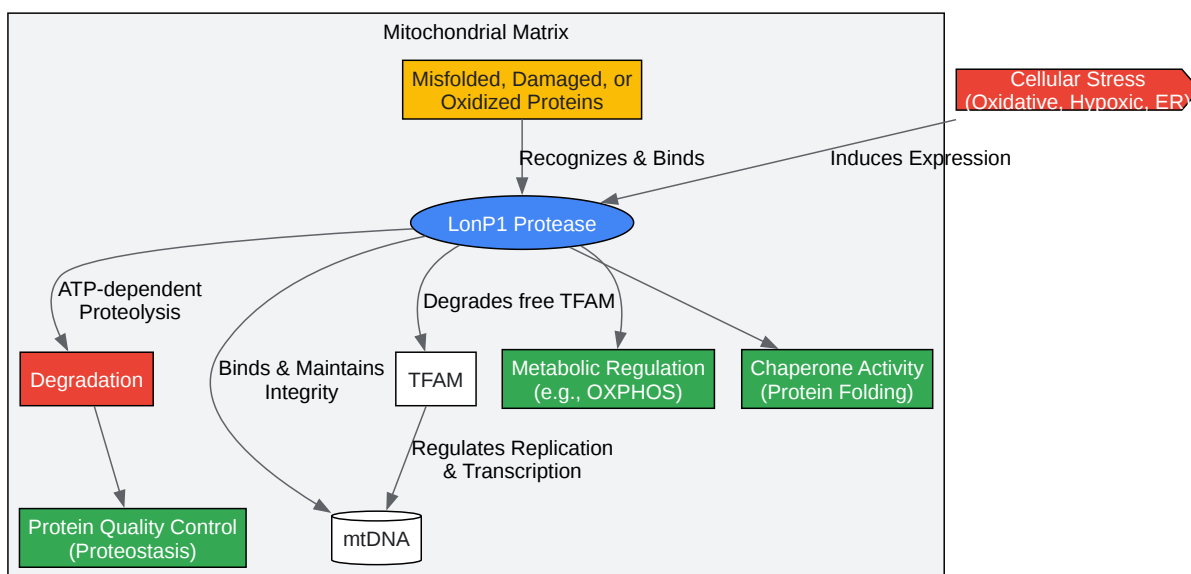 Mitochondrial Matrix
Misfolded, Damaged, or
Oxidized Proteins
Cellular Stress
(Oxidative, Hypoxic, ER)
Recognizes & Binds
Induces Expression
LonP1 Protease
ATP-dependent
Proteolysis
Degrades free TFAM
Binds & Maintains
Integrity
Degradation
TFAM
Metabolic Regulation
(e.g., OXPHOS)
Chaperone Activity
(Protein Folding)
Regulates Replication
& Transcription
Protein Quality Control
(Proteostasis)
mtDNA